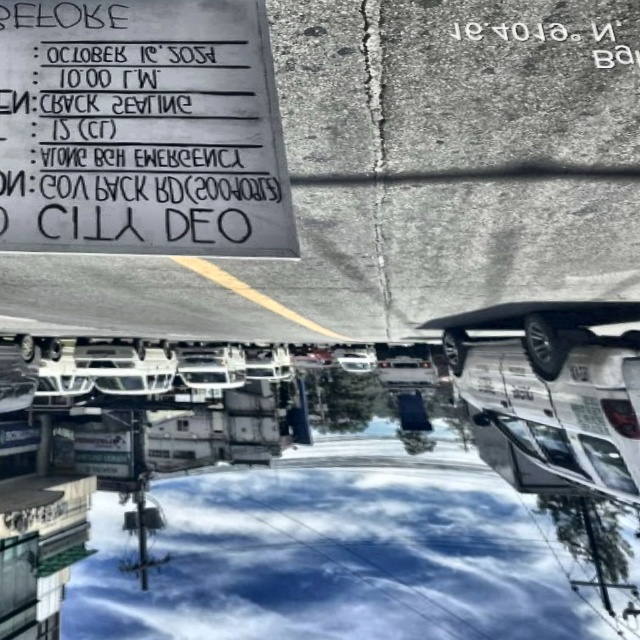 CITY DEO
GOV PACK RD
ALONG BGH EMERGENCY
12 (CL)
CRACK SEALING
10:00
OCTOBER 16, 2024
BEFORE
16.4019° N,